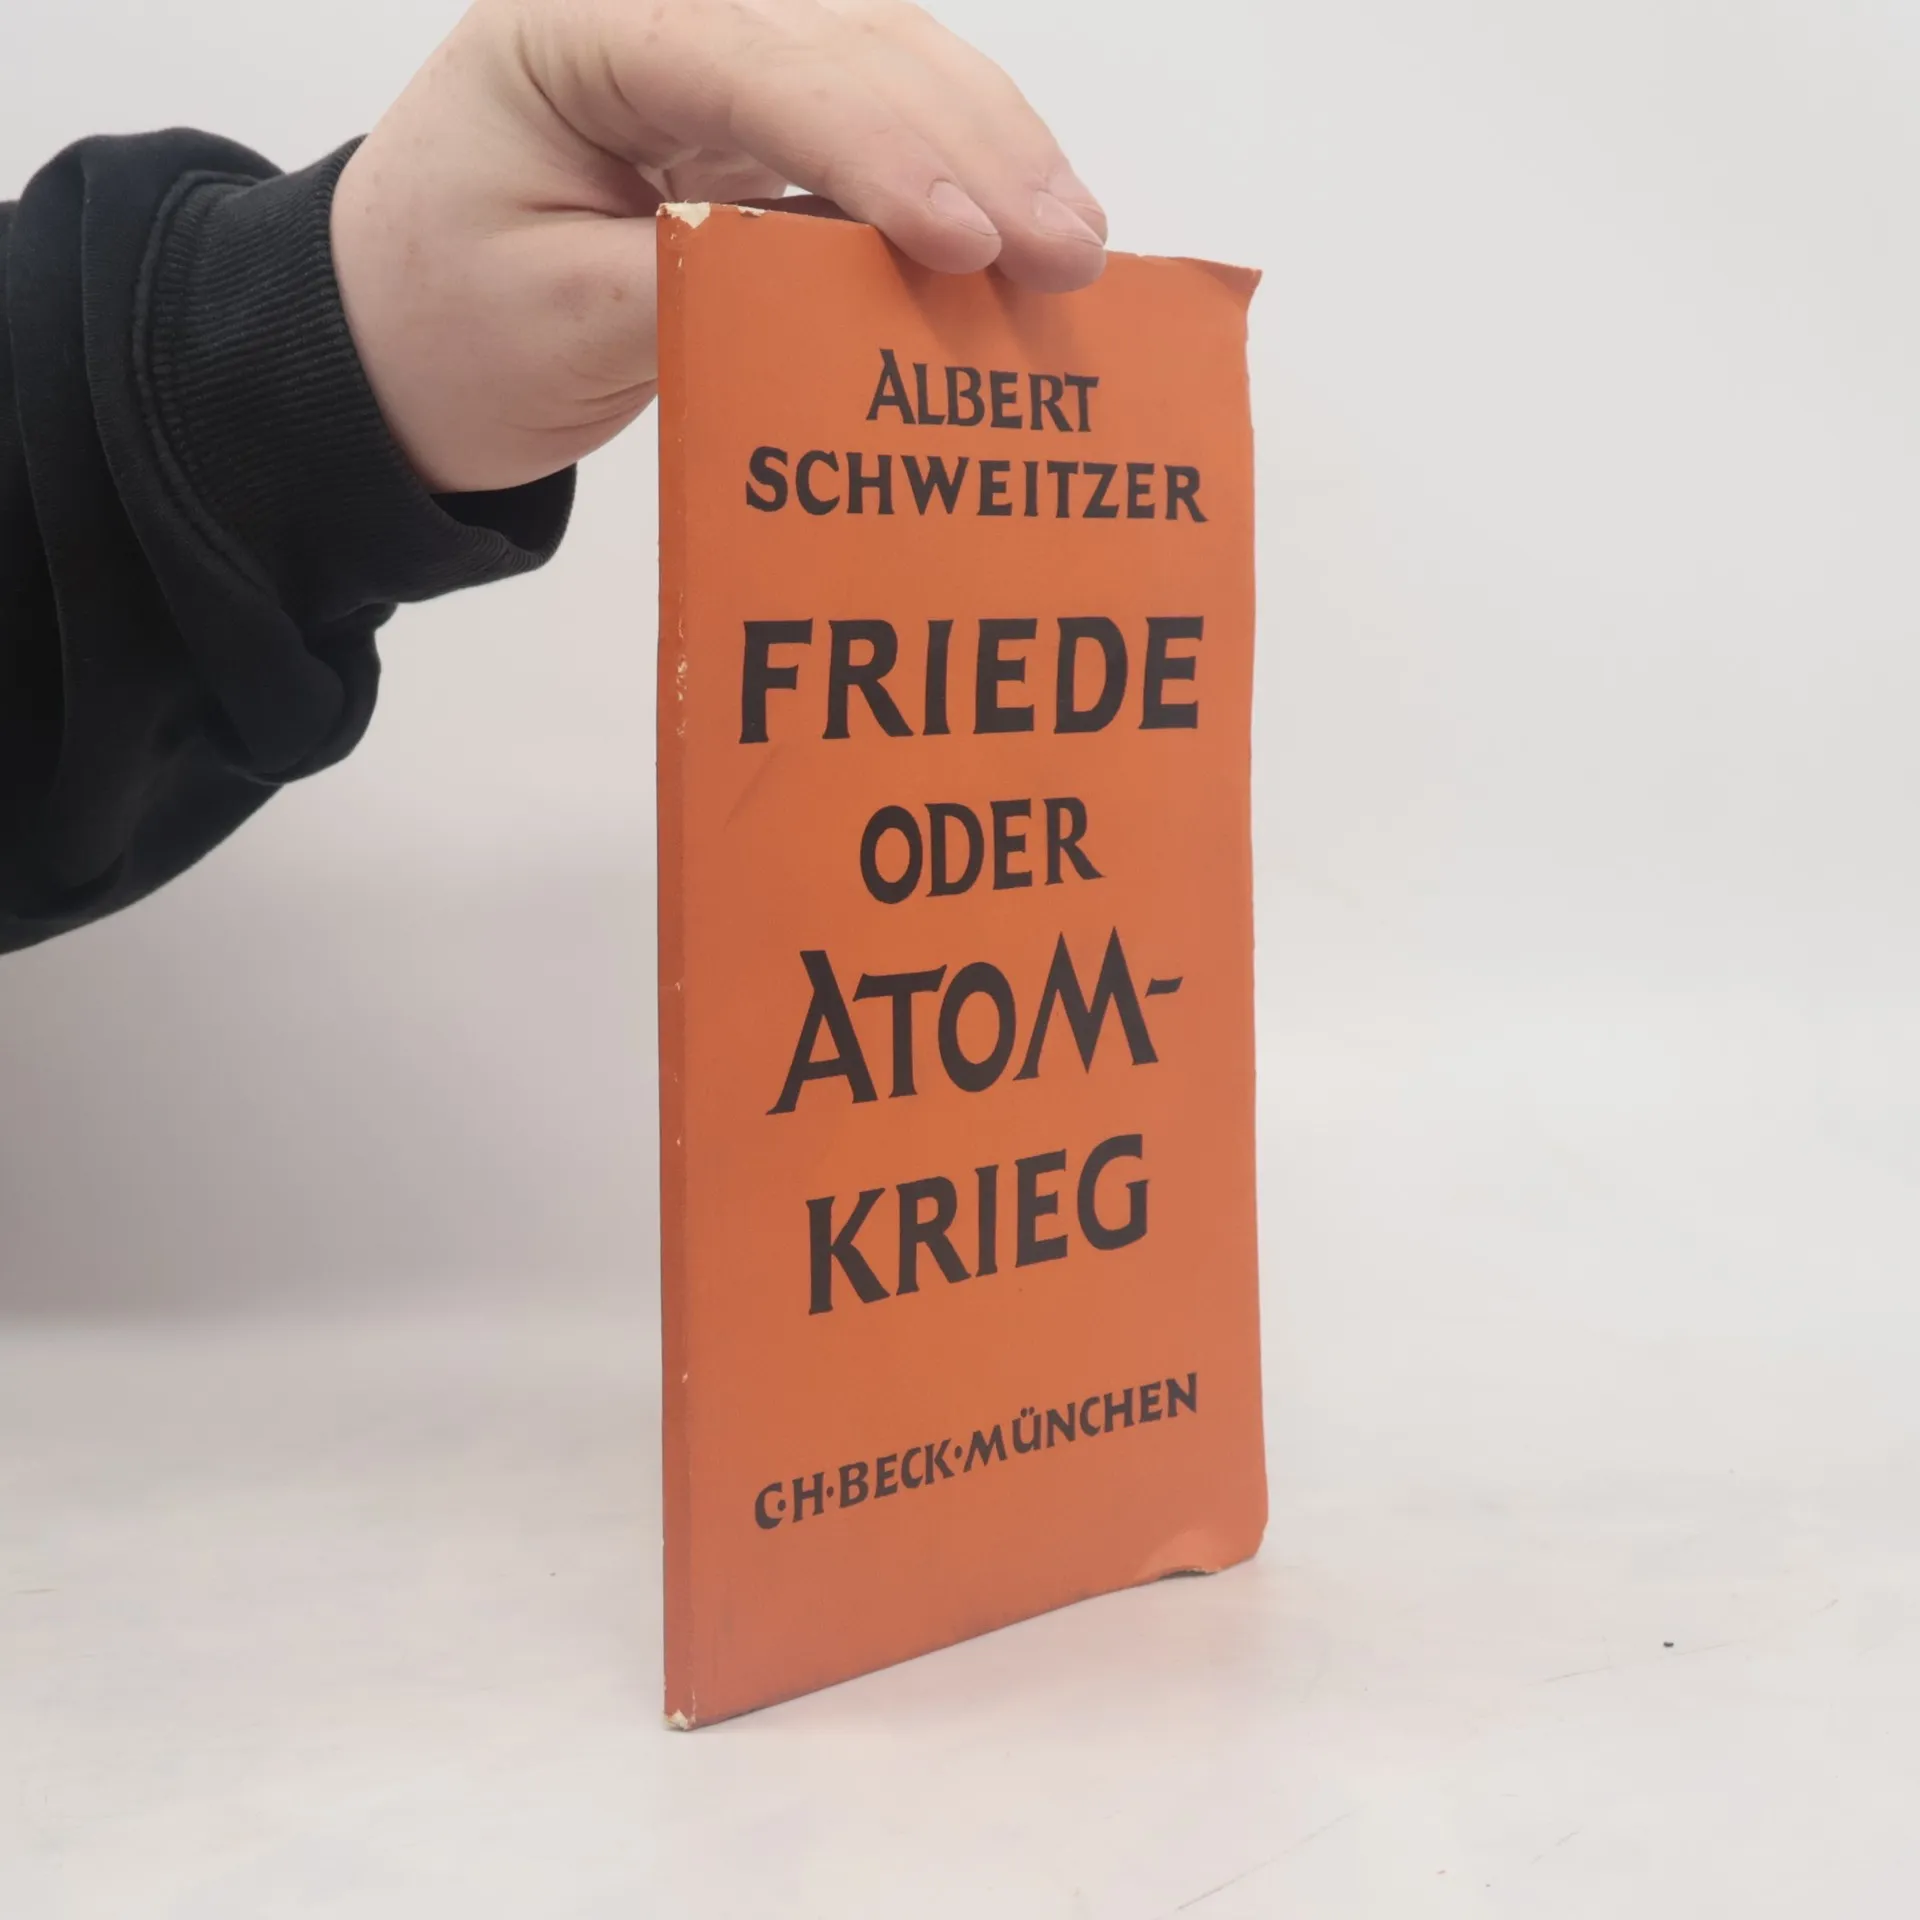 ALBERT
SCHWEITZER
FRIEDE
ODER
ATOM-
KRIEG
C·H·BECK·MÜNCHEN